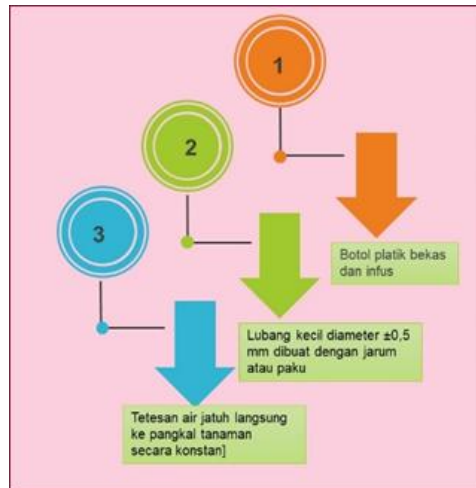 1
Botol platik bekas
dan infus
2
Lubang kecil diameter ±0,5
mm dibuat dengan jarum
atau paku
3
Tetesan air jatuh langsung
ke pangkal tanaman
secara konstan]